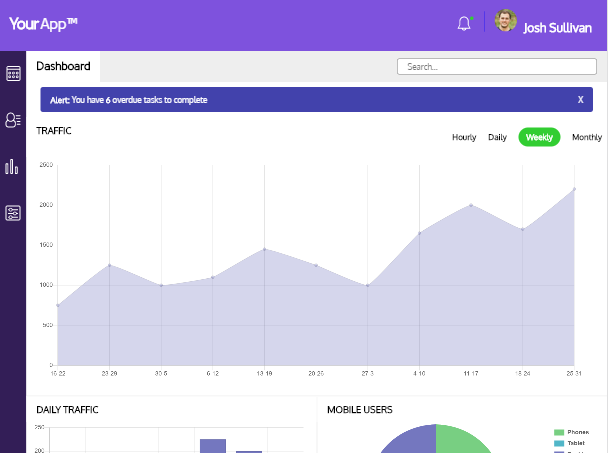 YourApp™
Josh Sullivan
Dashboard
Search...
Alert: You have 6 overdue tasks to complete X
TRAFFIC
Hourly Daily Weekly Monthly
2500
2000
1500
1000
500
0
16-22 23-29 30-5 6-12 13-19 20-26 27-3 4-10 11-17 18-24 25-31
DAILY TRAFFIC
MOBILE USERS
250
200
Phones
Tablet